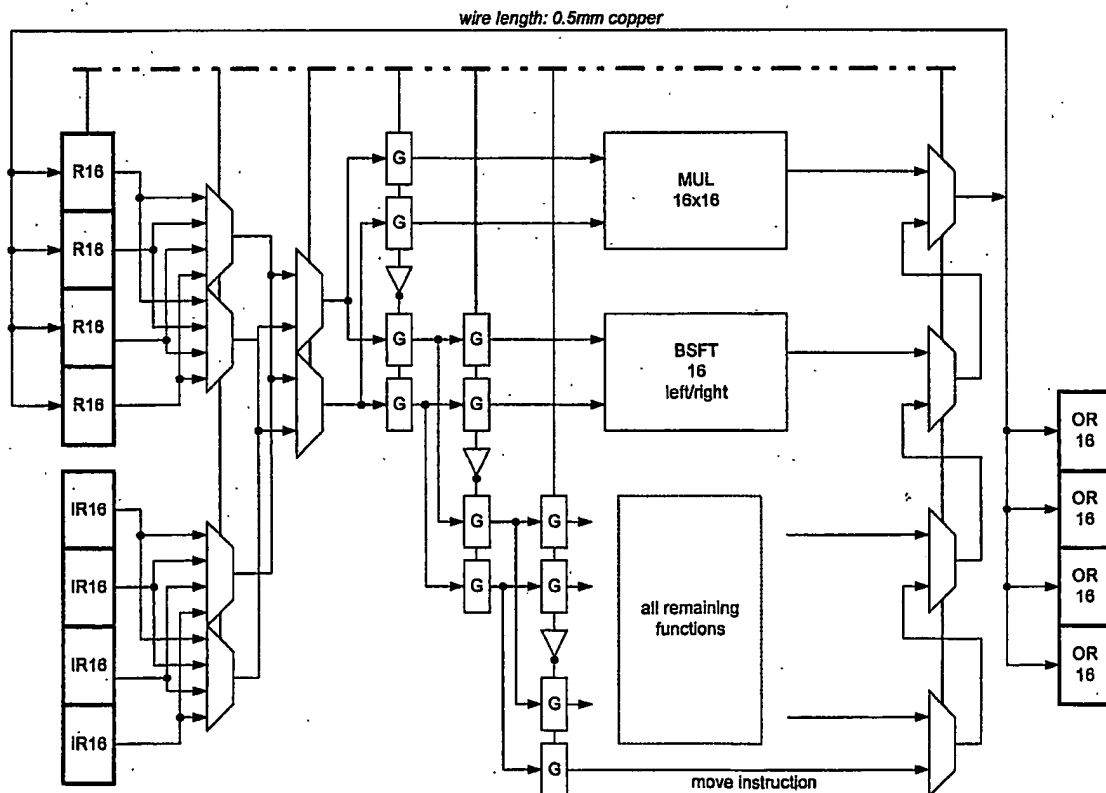 wire length: 0.5mm copper
R16
R16
R16
R16
IR16
IR16
IR16
IR16
G
G
G
G
G
G
G
G
G
G
G
G
MUL
16x16
BSFT
16
left/right
all remaining
functions
move instruction
OR
16
OR
16
OR
16
OR
16